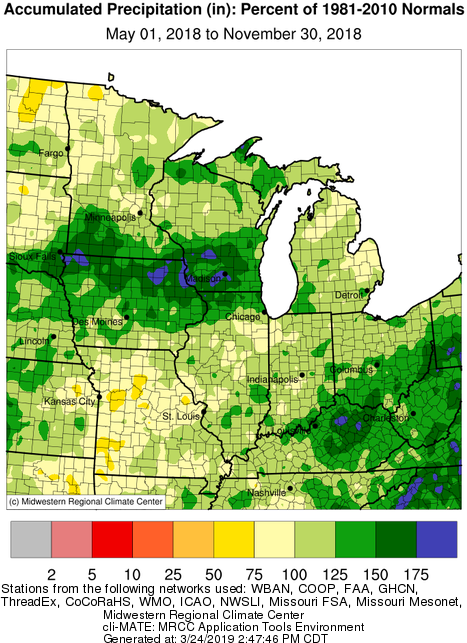 Accumulated Precipitation (in): Percent of 1981-2010 Normals
May 01, 2018 to November 30, 2018
Fargo
Minneapolis
Sioux Falls
Madison
Detroit
Des Moines
Chicago
Lincoln
Columbus
Indianapolis
Kansas City
St. Louis
Charleston
Louisville
Nashville
(c) Midwestern Regional Climate Center
2 5 10 25 50 75 100 125 150 175
Stations from the following networks used: WBAN, COOP, FAA, GHCN,
ThreadEx, CoCoRaHS, WMO, ICAO, NWSLI, Missouri FSA, Missouri Mesonet,
Midwestern Regional Climate Center
cli-MATE: MRCC Application Tools Environment
Generated at: 3/24/2019 2:47:46 PM CDT